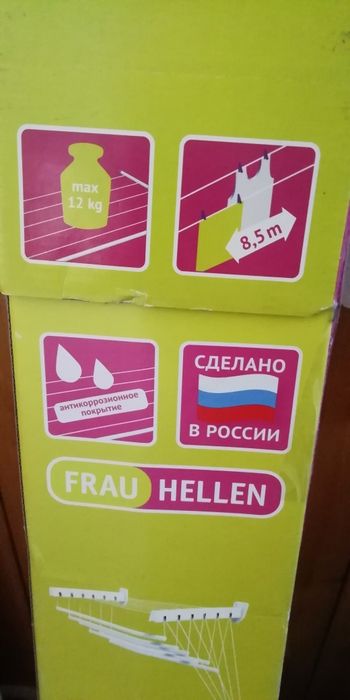 max
12 kg
8,5 m
антикоррозионное
покрытие
СДЕЛАНО
В РОССИИ
FRAU HELLEN